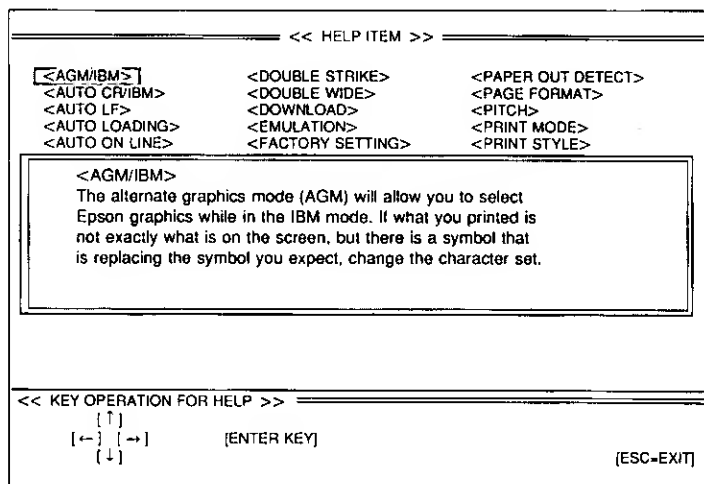 << HELP ITEM >>
<AGM/IBM> <DOUBLE STRIKE> <PAPER OUT DETECT>
<AUTO CR/IBM> <DOUBLE WIDE> <PAGE FORMAT>
<AUTO LF> <DOWNLOAD> <PITCH>
<AUTO LOADING> <EMULATION> <PRINT MODE>
<AUTO ON LINE> <FACTORY SETTING> <PRINT STYLE>
<AGM/IBM>
The alternate graphics mode (AGM) will allow you to select
Epson graphics while in the IBM mode. If what you printed is
not exactly what is on the screen, but there is a symbol that
is replacing the symbol you expect, change the character set.
<< KEY OPERATION FOR HELP >>
[↑]
[←] [→] [ENTER KEY]
[↓]
[ESC=EXIT]